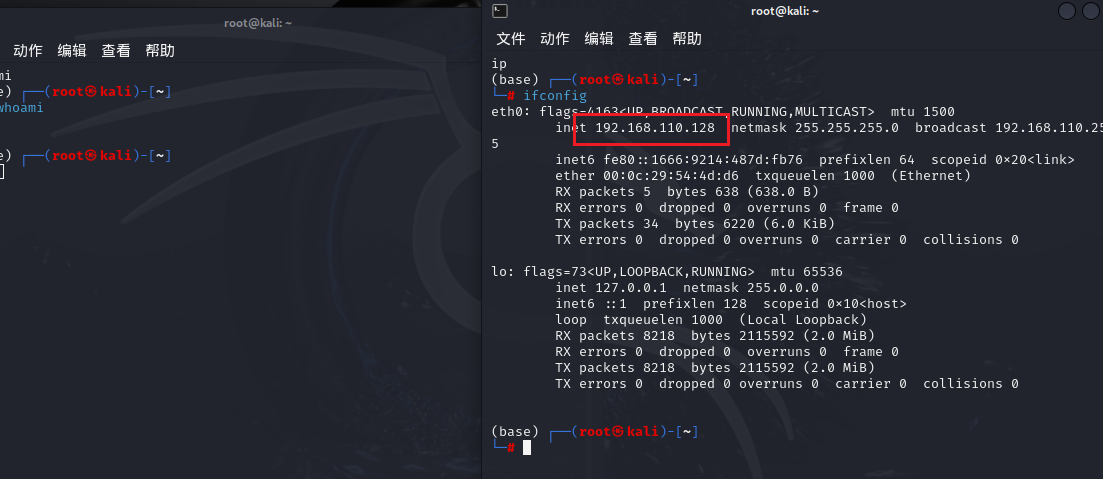 root@kali: ~
动作 编辑 查看 帮助
mi
e) ┌──(root㉿kali)-[~]
whoami
e) ┌──(root㉿kali)-[~]
root@kali: ~
文件 动作 编辑 查看 帮助
ip
(base) ┌──(root㉿kali)-[~]
└─# ifconfig
eth0: flags=4163<UP,BROADCAST,RUNNING,MULTICAST>  mtu 1500
        inet 192.168.110.128  netmask 255.255.255.0  broadcast 192.168.110.25
5
        inet6 fe80::1666:9214:487d:fb76  prefixlen 64  scopeid 0×20<link>
        ether 00:0c:29:54:4d:d6  txqueuelen 1000  (Ethernet)
        RX packets 5  bytes 638 (638.0 B)
        RX errors 0  dropped 0  overruns 0  frame 0
        TX packets 34  bytes 6220 (6.0 KiB)
        TX errors 0  dropped 0 overruns 0  carrier 0  collisions 0
lo: flags=73<UP,LOOPBACK,RUNNING>  mtu 65536
        inet 127.0.0.1  netmask 255.0.0.0
        inet6 ::1  prefixlen 128  scopeid 0×10<host>
        loop  txqueuelen 1000  (Local Loopback)
        RX packets 8218  bytes 2115592 (2.0 MiB)
        RX errors 0  dropped 0  overruns 0  frame 0
        TX packets 8218  bytes 2115592 (2.0 MiB)
        TX errors 0  dropped 0 overruns 0  carrier 0  collisions 0
(base) ┌──(root㉿kali)-[~]
└─#